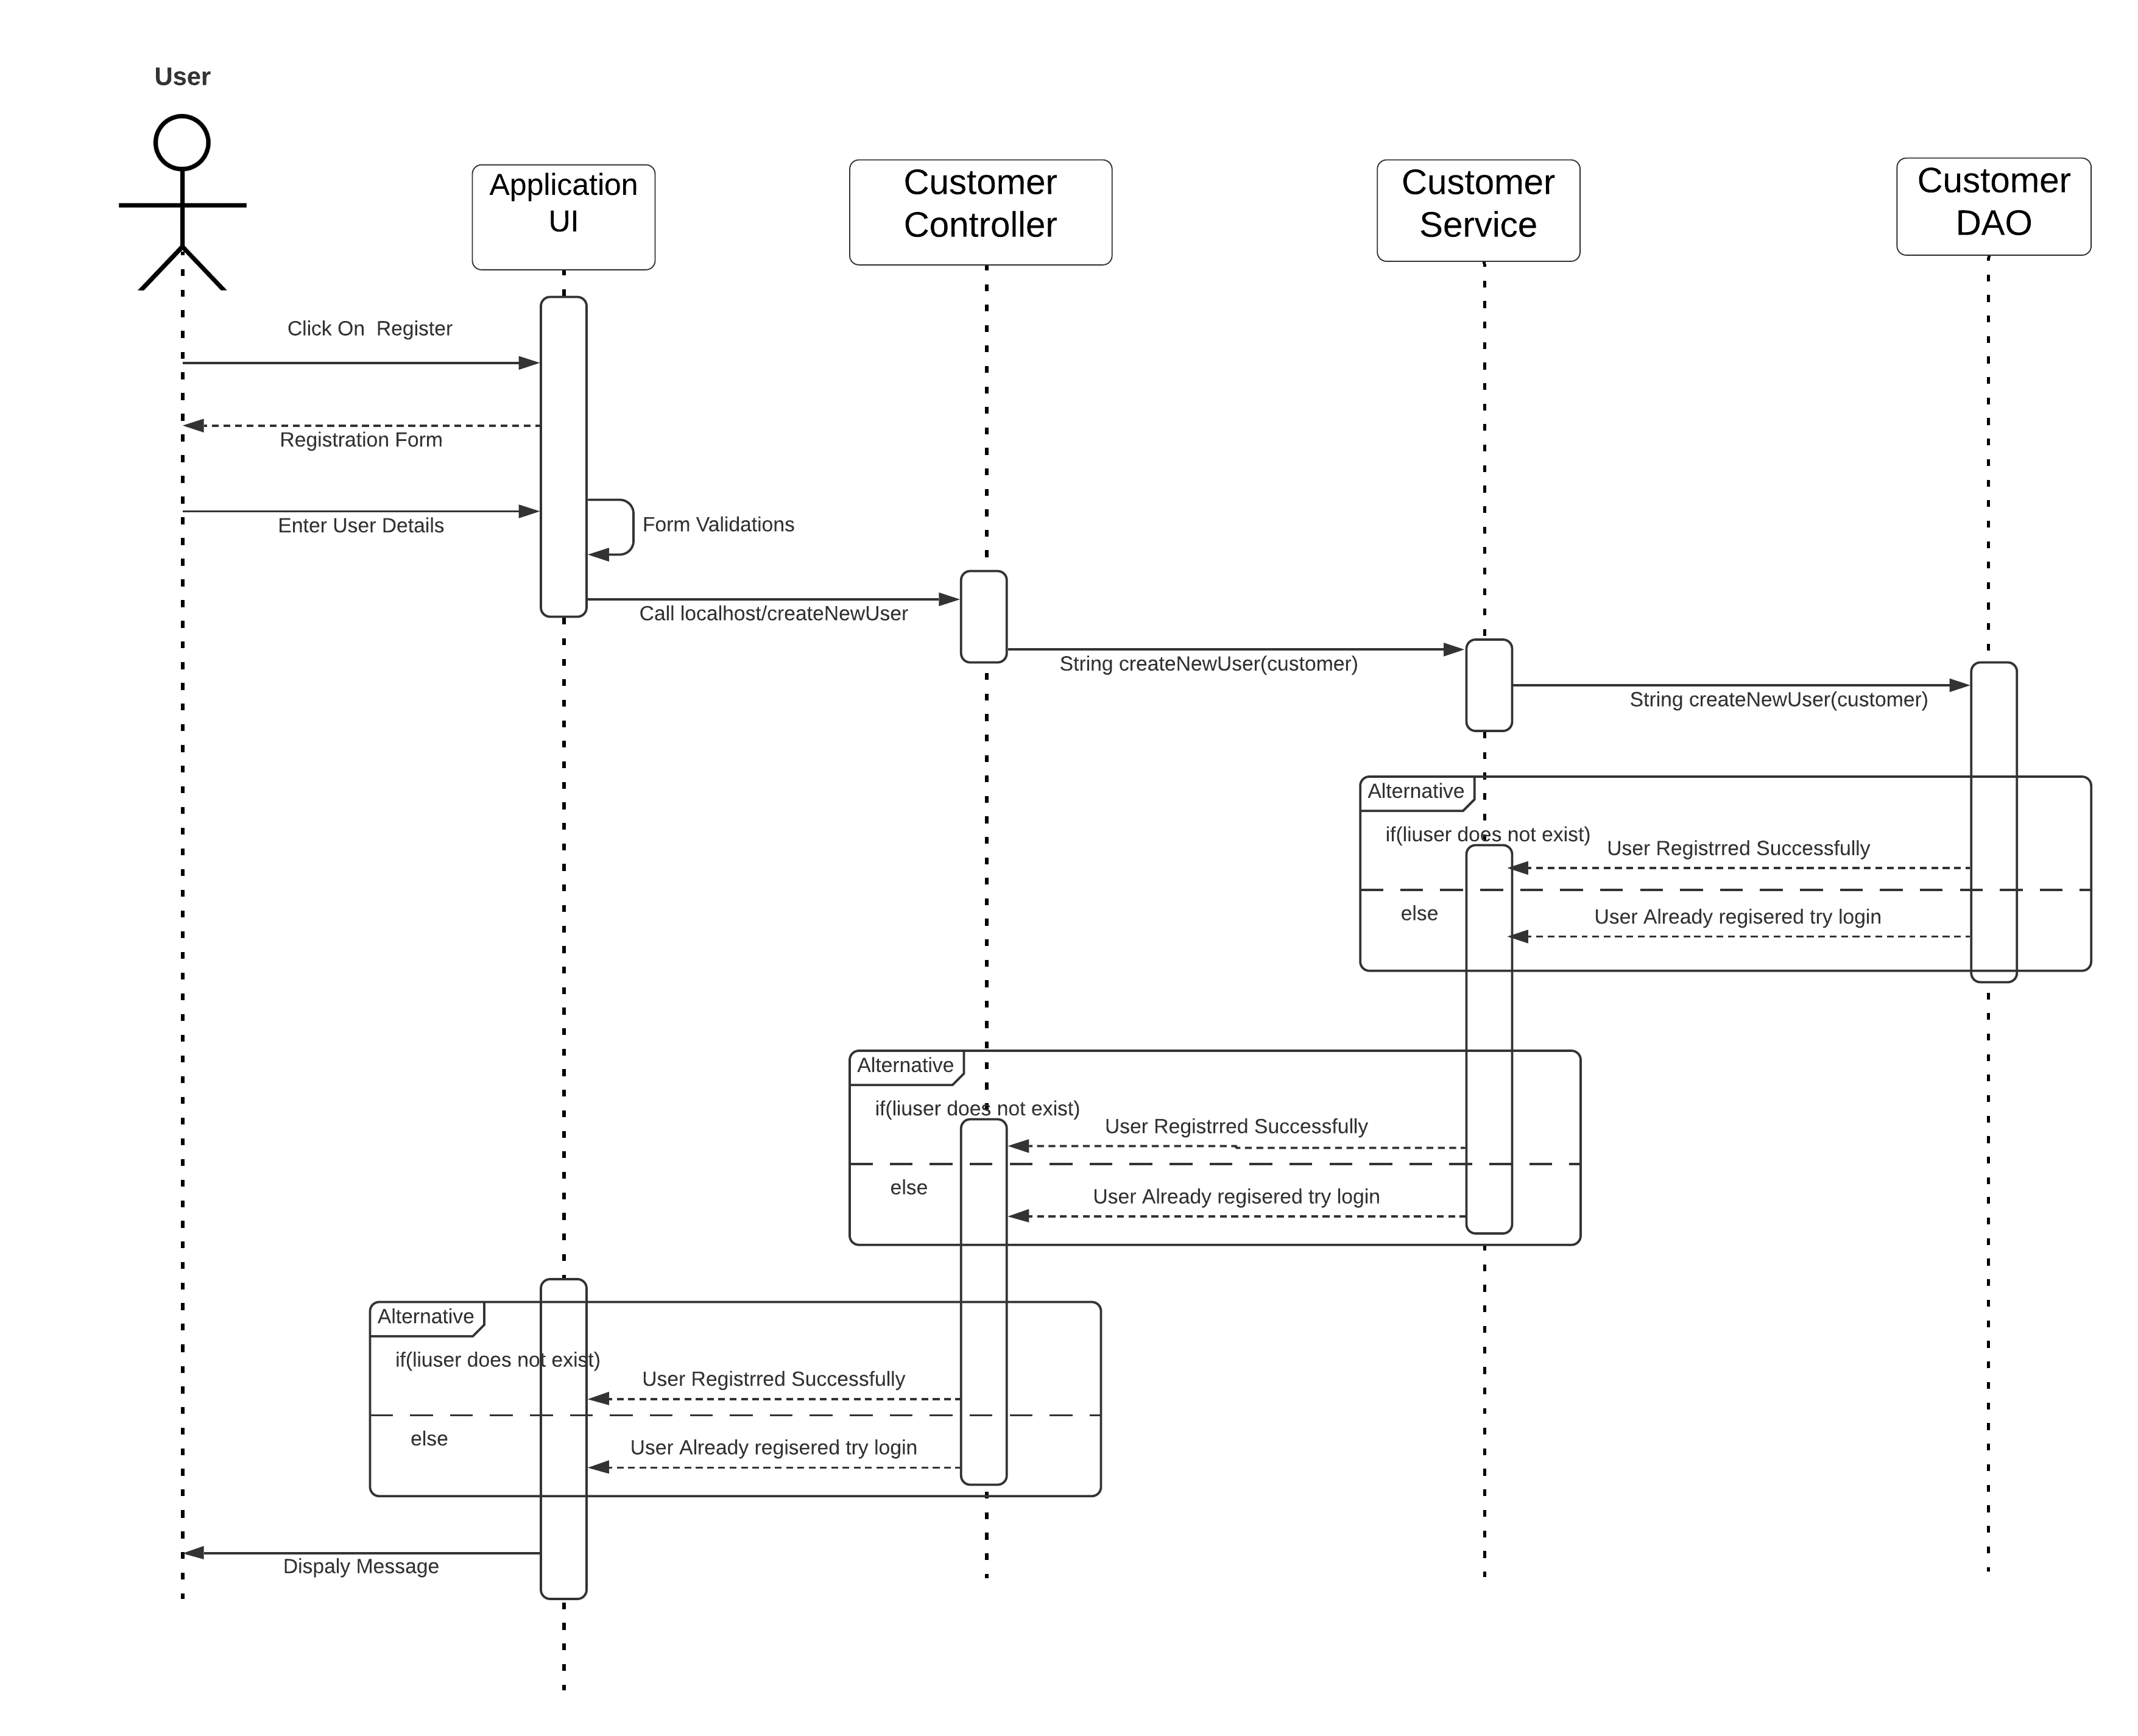 User
Application
UI
Customer
Controller
Customer
Service
Customer
DAO
Click On  Register
Registration Form
Enter User Details
Form Validations
Call localhost/createNewUser
String createNewUser(customer)
String createNewUser(customer)
Alternative
if(liuser does not exist)
User Registrred Successfully
else
User Already regisered try login
Alternative
if(liuser does not exist)
User Registrred Successfully
else
User Already regisered try login
Alternative
if(liuser does not exist)
User Registrred Successfully
else
User Already regisered try login
Dispaly Message